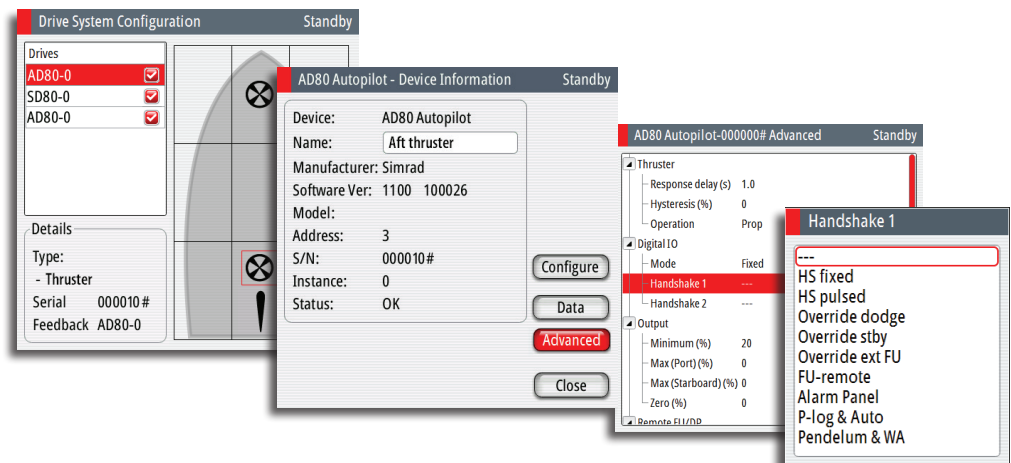 Drive System Configuration Standby
Drives
AD80-0
SD80-0
AD80-0
Details
Type:
- Thruster
Serial 000010#
Feedback AD80-0
AD80 Autopilot - Device Information Standby
Device: AD80 Autopilot
Name: Aft thruster
Manufacturer: Simrad
Software Ver: 1100 100026
Model:
Address: 3
S/N: 000010#
Instance: 0
Status: OK
Configure
Data
Advanced
Close
AD80 Autopilot-000000# Advanced Standby
Thruster
Response delay (s) 1.0
Hysteresis (%) 0
Operation Prop
Digital IO
Mode Fixed
Handshake 1 ---
Handshake 2 ---
Output
Minimum (%) 20
Max (Port) (%) 0
Max (Starboard) (%) 0
Zero (%) 0
Remote FU/DP
Handshake 1
---
HS fixed
HS pulsed
Override dodge
Override stby
Override ext FU
FU-remote
Alarm Panel
P-log & Auto
Pendelum & WA